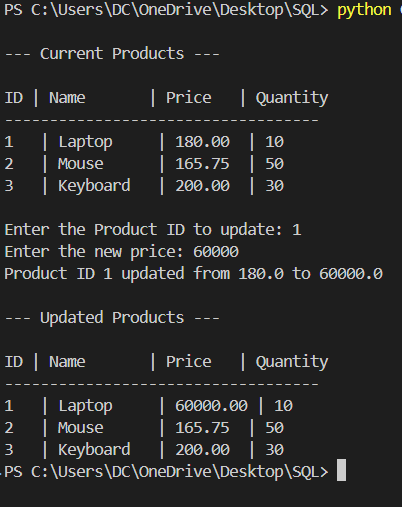 PS C:\Users\DC\OneDrive\Desktop\SQL> python
--- Current Products ---
ID | Name       | Price   | Quantity
-----------------------------------
1   | Laptop     | 180.00  | 10
2   | Mouse      | 165.75  | 50
3   | Keyboard   | 200.00  | 30
Enter the Product ID to update: 1
Enter the new price: 60000
Product ID 1 updated from 180.0 to 60000.0
--- Updated Products ---
ID | Name       | Price   | Quantity
-----------------------------------
1   | Laptop     | 60000.00 | 10
2   | Mouse      | 165.75  | 50
3   | Keyboard   | 200.00  | 30
PS C:\Users\DC\OneDrive\Desktop\SQL>